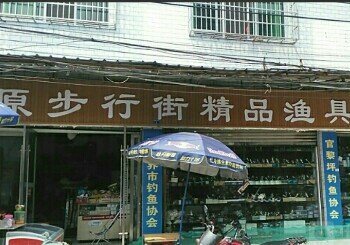 原步行街精品渔具
市钓鱼协会
官黎坪钓鱼协会